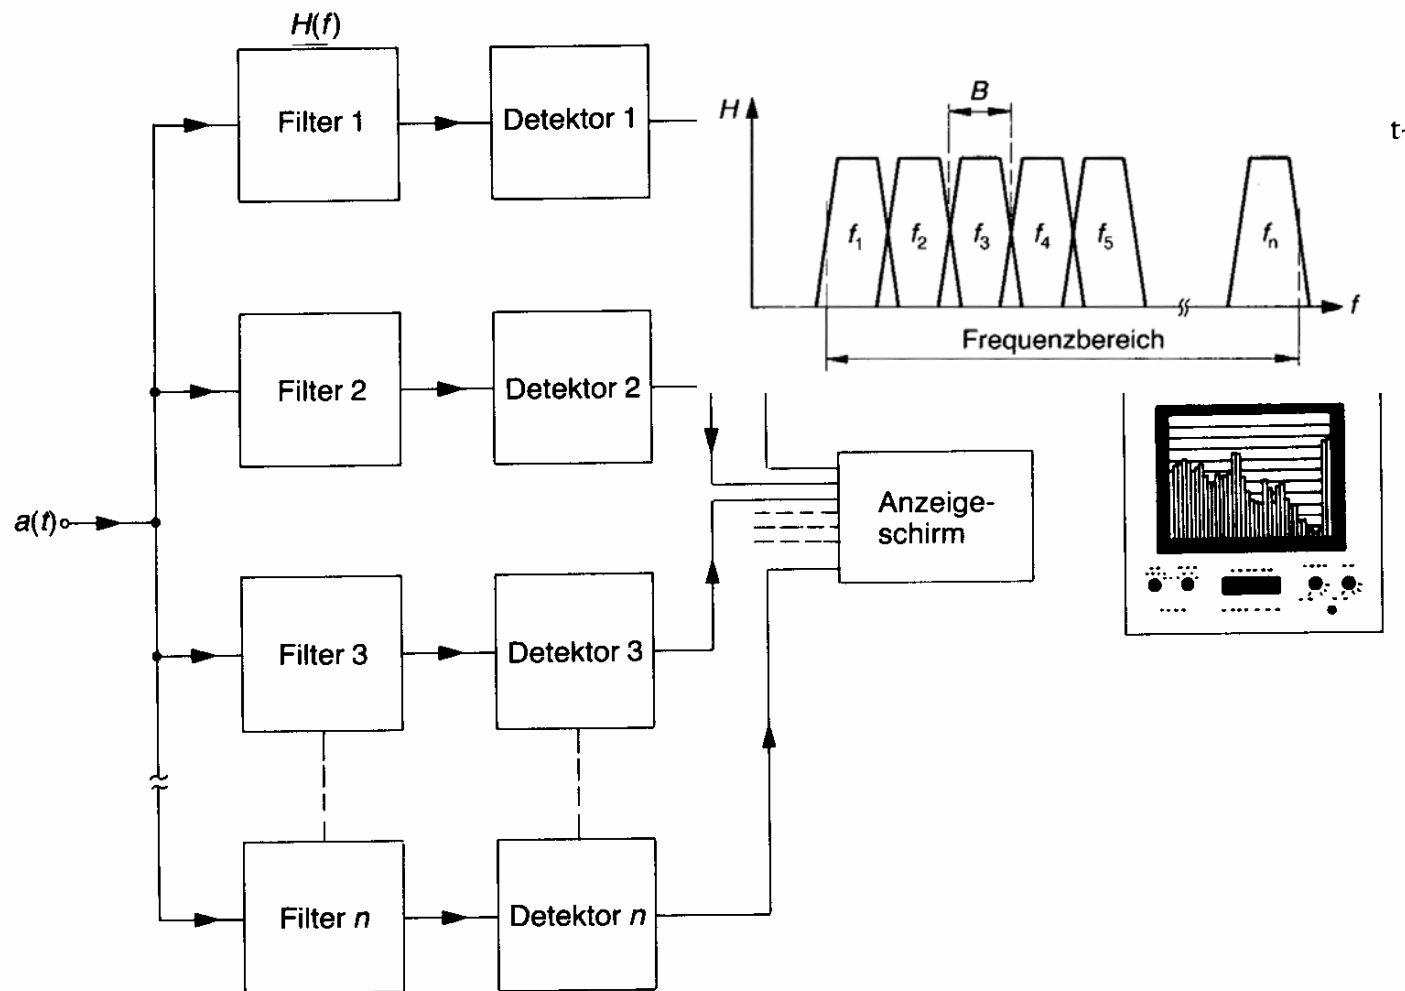 H(f)
Filter 1
Detektor 1
H
B
t-
f1
f2
f3
f4
f5
fn
f
Frequenzbereich
Filter 2
Detektor 2
a(t)
Anzeige-
schirm
Filter 3
Detektor 3
Filter n
Detektor n